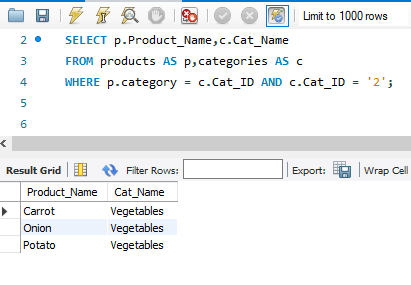 Limit to 1000 rows
2 SELECT p.Product_Name,c.Cat_Name
3 FROM products AS p,categories AS c
4 WHERE p.category = c.Cat_ID AND c.Cat_ID = '2';
5
6
Result Grid Filter Rows: Export: Wrap Cell
Product_Name Cat_Name
Carrot Vegetables
Onion Vegetables
Potato Vegetables